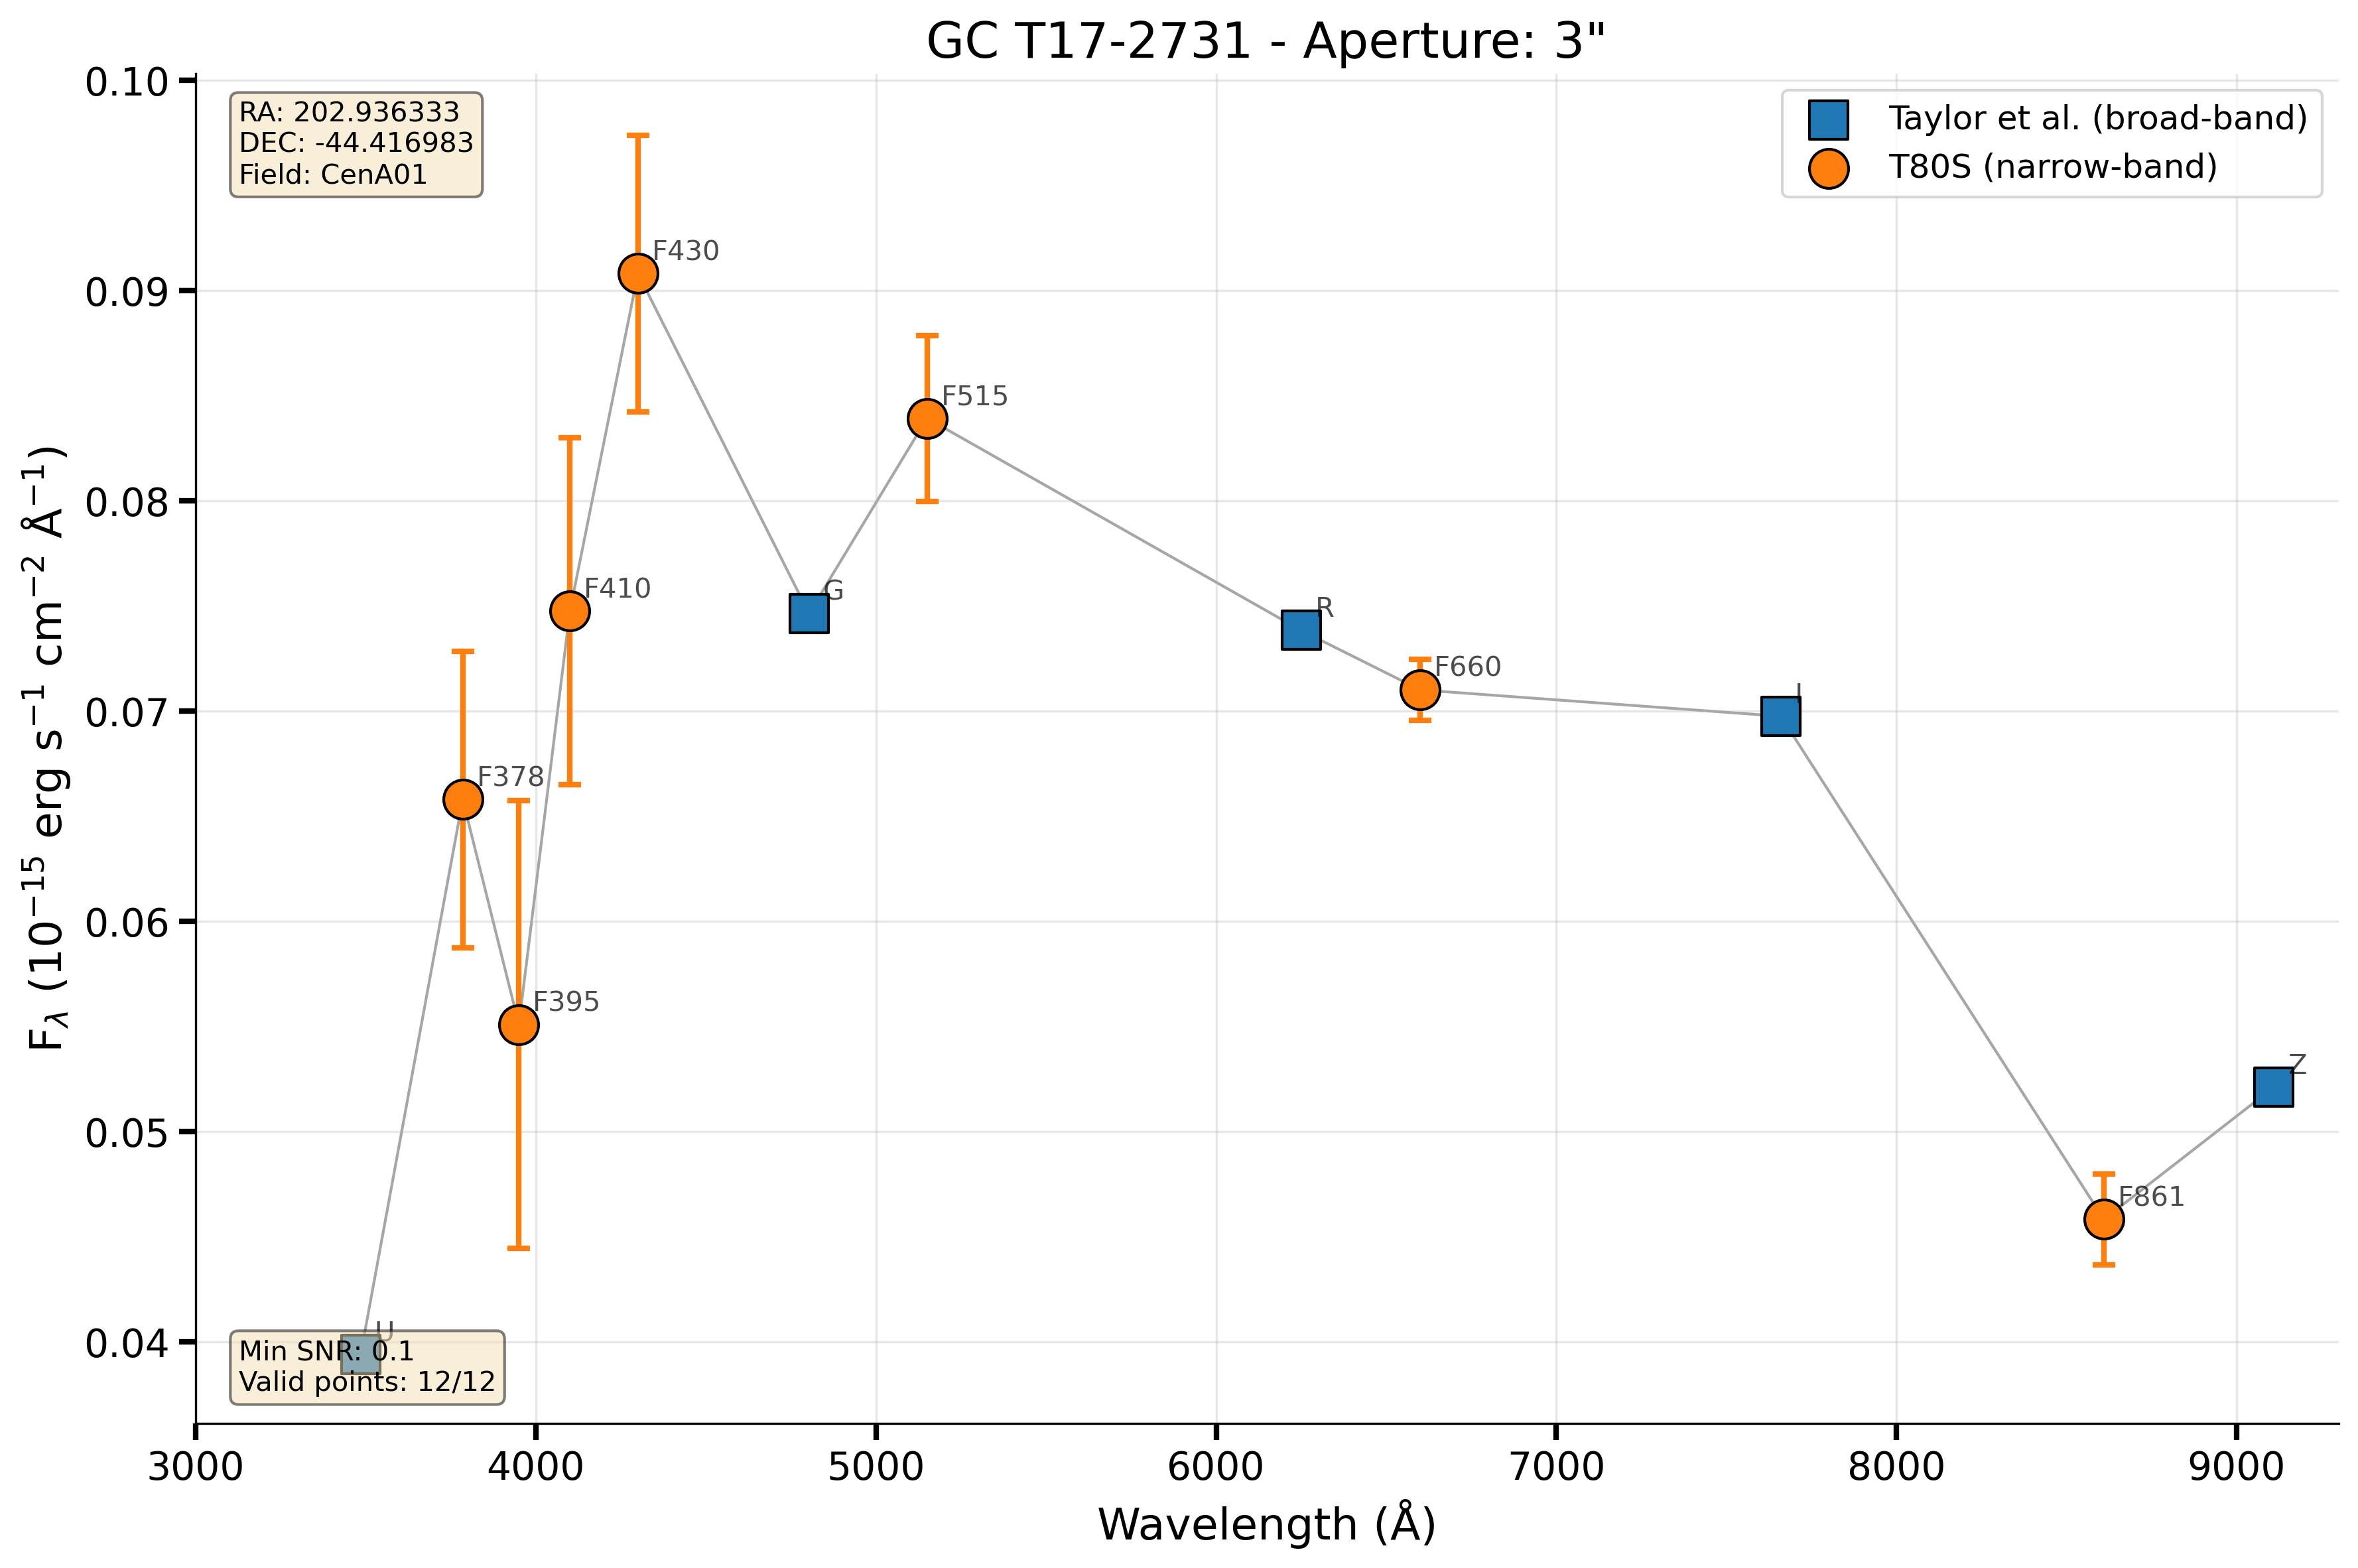 GC T17-2731 - Aperture: 3"
RA: 202.936333
DEC: -44.416983
Field: CenA01
Taylor et al. (broad-band)
T80S (narrow-band)
0.10
0.09
0.08
0.07
0.06
0.05
0.04
F430
F515
F410
G
R
F660
I
F378
F395
Z
F861
U
Min SNR: 0.1
Valid points: 12/12
3000
4000
5000
6000
7000
8000
9000
Wavelength (Å)
Fλ (10⁻¹⁵ erg s⁻¹ cm⁻² Å⁻¹)